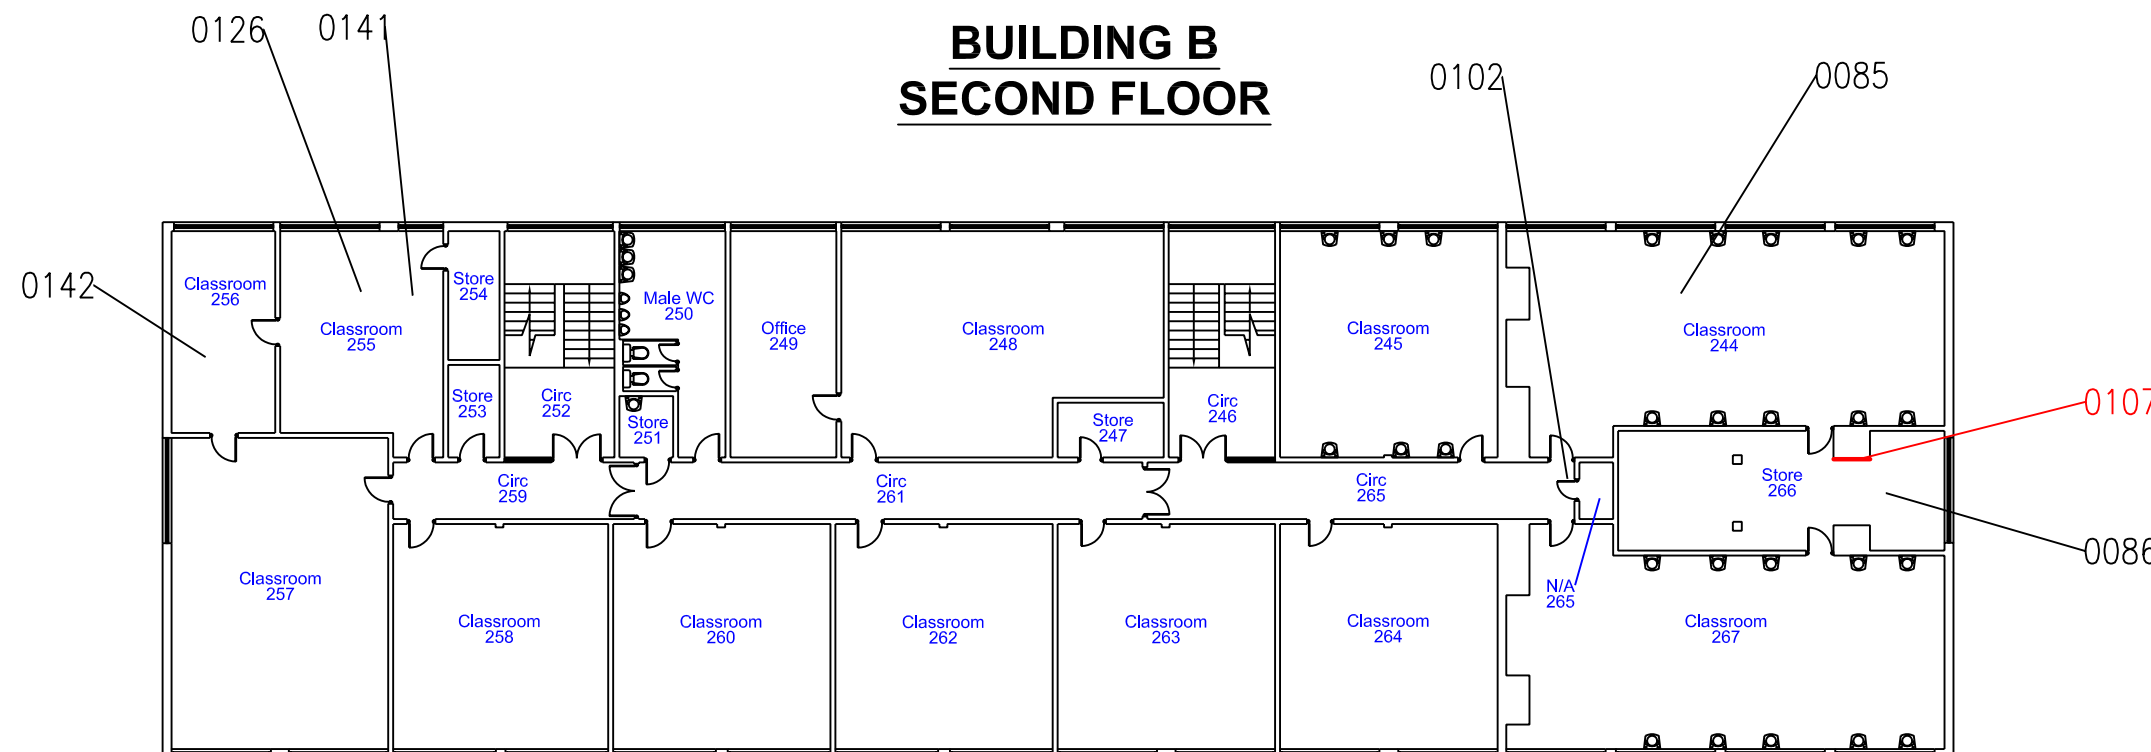 0126
0141
BUILDING B
SECOND FLOOR
0102
0085
0142
Classroom
256
Store
254
Male WC
250
Classroom
255
Office
249
Classroom
248
Classroom
245
Classroom
244
Store
253
Circ
252
Store
251
Store
247
Circ
246
0107
Circ
259
Circ
261
Circ
265
Store
266
0086
Classroom
257
N/A
265
Classroom
258
Classroom
260
Classroom
262
Classroom
263
Classroom
264
Classroom
267